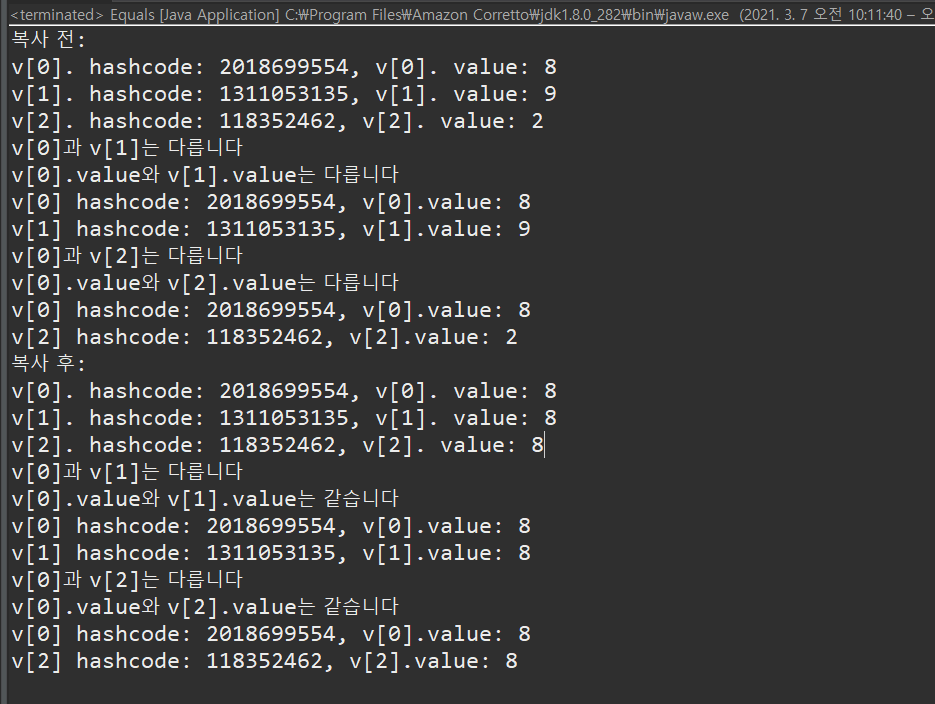 <terminated> Equals [Java Application] C:₩Program Files₩Amazon Corretto₩jdk1.8.0_282₩bin₩javaw.exe (2021. 3. 7 오전 10:11:40 – 오
복사 전:
v[0]. hashcode: 2018699554, v[0]. value: 8
v[1]. hashcode: 1311053135, v[1]. value: 9
v[2]. hashcode: 118352462, v[2]. value: 2
v[0]과 v[1]는 다릅니다
v[0].value와 v[1].value는 다릅니다
v[0] hashcode: 2018699554, v[0].value: 8
v[1] hashcode: 1311053135, v[1].value: 9
v[0]과 v[2]는 다릅니다
v[0].value와 v[2].value는 다릅니다
v[0] hashcode: 2018699554, v[0].value: 8
v[2] hashcode: 118352462, v[2].value: 2
복사 후:
v[0]. hashcode: 2018699554, v[0]. value: 8
v[1]. hashcode: 1311053135, v[1]. value: 8
v[2]. hashcode: 118352462, v[2]. value: 8
v[0]과 v[1]는 다릅니다
v[0].value와 v[1].value는 같습니다
v[0] hashcode: 2018699554, v[0].value: 8
v[1] hashcode: 1311053135, v[1].value: 8
v[0]과 v[2]는 다릅니다
v[0].value와 v[2].value는 같습니다
v[0] hashcode: 2018699554, v[0].value: 8
v[2] hashcode: 118352462, v[2].value: 8